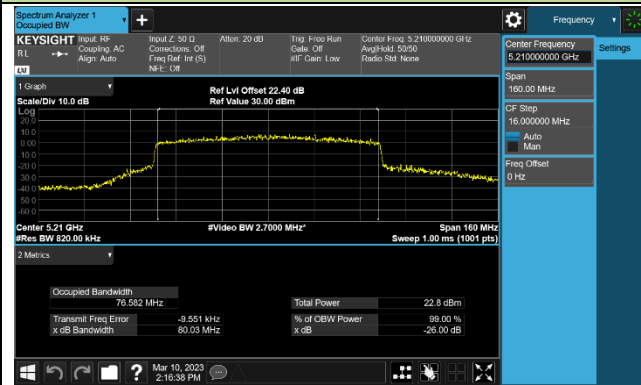 Spectrum Analyzer 1
Occupied BW
Frequency
KEYSIGHT Input: RF
RL Coupling: AC
Align: Auto
LXI
Input Z: 50 Ω
Corrections: Off
Freq Ref: Int (S)
NFE: Off
Atten: 20 dB
Trig: Free Run
Gate: Off
#IF Gain: Low
Center Freq: 5.210000000 GHz
Avg|Hold: 50/50
Radio Std: None
Center Frequency
5.210000000 GHz
Settings
Span
160.00 MHz
CF Step
16.000000 MHz
Auto
Man
Freq Offset
0 Hz
1 Graph
Ref Lvl Offset 22.40 dB
Scale/Div 10.0 dB
Ref Value 30.00 dBm
Log
20.0
10.0
0.00
-10.0
-20.0
-30.0
-40.0
-50.0
-60.0
Center 5.21 GHz
#Video BW 2.7000 MHz*
Span 160 MHz
#Res BW 820.00 kHz
Sweep 1.00 ms (1001 pts)
2 Metrics
Occupied Bandwidth
76.582 MHz
Total Power 22.8 dBm
Transmit Freq Error -9.551 kHz
% of OBW Power 99.00 %
x dB Bandwidth 80.03 MHz
x dB -26.00 dB
Mar 10, 2023
2:16:38 PM